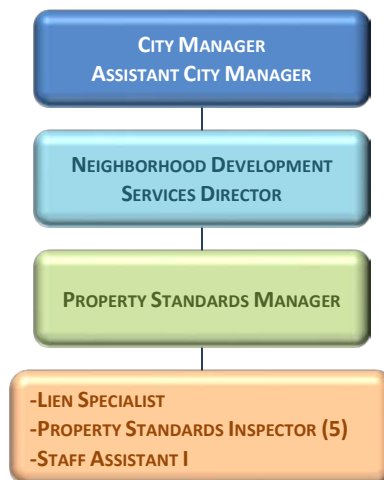 CITY MANAGER
ASSISTANT CITY MANAGER
NEIGHBORHOOD DEVELOPMENT
SERVICES DIRECTOR
PROPERTY STANDARDS MANAGER
-LIEN SPECIALIST
-PROPERTY STANDARDS INSPECTOR (5)
-STAFF ASSISTANT I